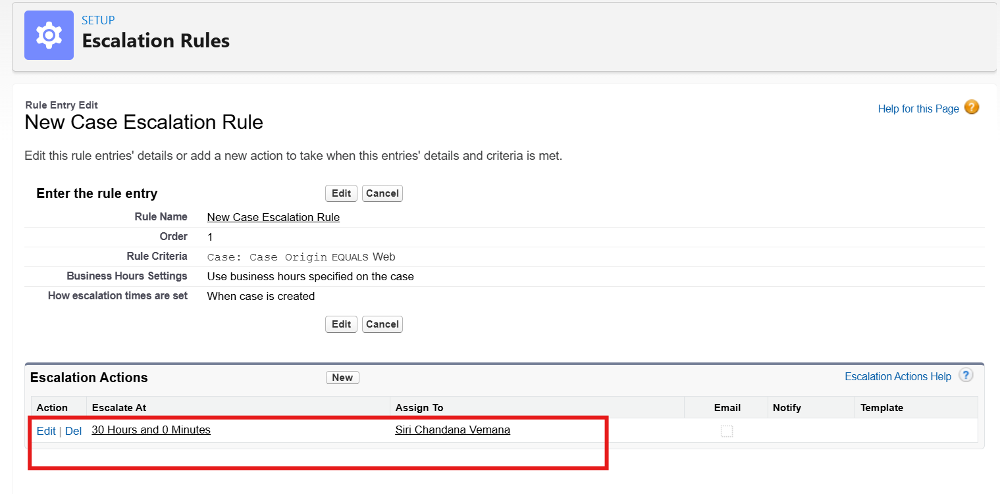 SETUP
Escalation Rules
Rule Entry Edit
New Case Escalation Rule
Help for this Page ?
Edit this rule entries' details or add a new action to take when this entries' details and criteria is met.
Enter the rule entry Edit Cancel
Rule Name New Case Escalation Rule
Order 1
Rule Criteria Case: Case Origin EQUALS Web
Business Hours Settings Use business hours specified on the case
How escalation times are set When case is created
Edit Cancel
Escalation Actions New Escalation Actions Help ?
Action Escalate At Assign To Email Notify Template
Edit | Del 30 Hours and 0 Minutes Siri Chandana Vemana